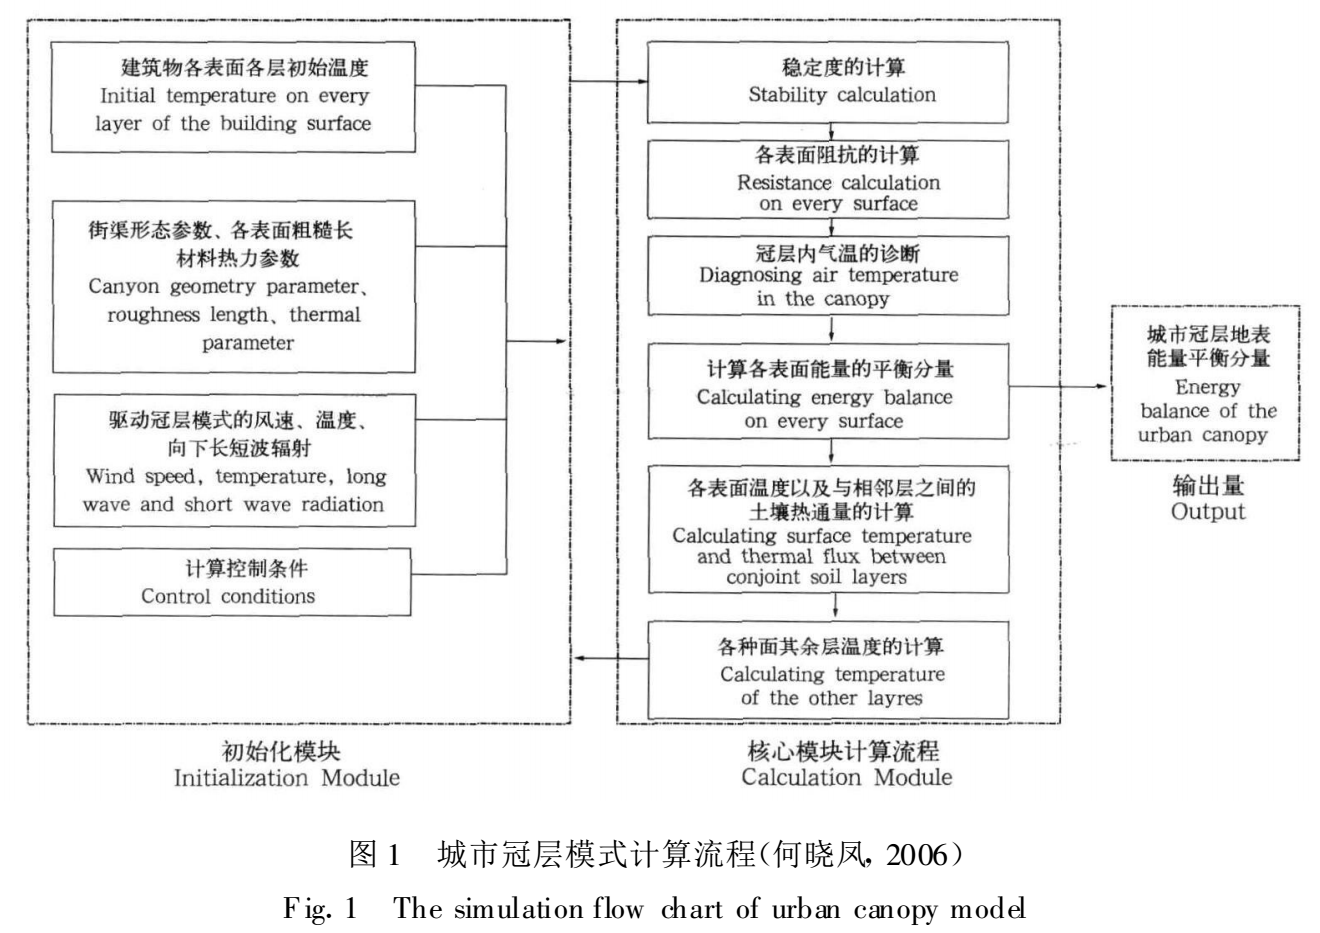 建筑物各表面各层初始温度
Initial temperature on every
layer of the building surface
街渠形态参数、各表面粗糙长
材料热力参数
Canyon geometry parameter、
roughness length、thermal
parameter
驱动冠层模式的风速、温度、
向下长短波辐射
Wind speed, temperature, long
wave and short wave radiation
计算控制条件
Control conditions
初始化模块
Initialization Module
稳定度的计算
Stability calculation
各表面阻抗的计算
Resistance calculation
on every surface
冠层内气温的诊断
Diagnosing air temperature
in the canopy
计算各表面能量的平衡分量
Calculating energy balance
on every surface
各表面温度以及与相邻层之间的
土壤热通量的计算
Calculating surface temperature
and thermal flux between
conjoint soil layers
各种面其余层温度的计算
Calculating temperature
of the other layres
核心模块计算流程
Calculation Module
城市冠层地表
能量平衡分量
Energy
balance of the
urban canopy
输出量
Output
图1 城市冠层模式计算流程(何晓凤, 2006)
Fig. 1 The simulation flow chart of urban canopy model